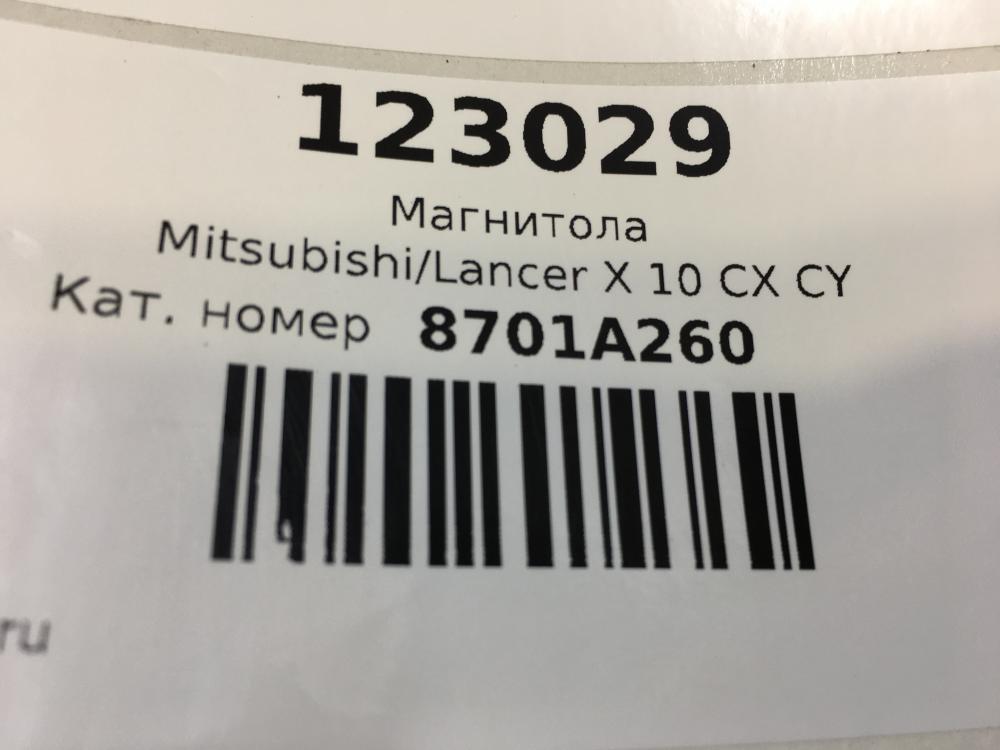 123029
Магнитола
Mitsubishi/Lancer X 10 CX CY
Кат. номер 8701A260
ru